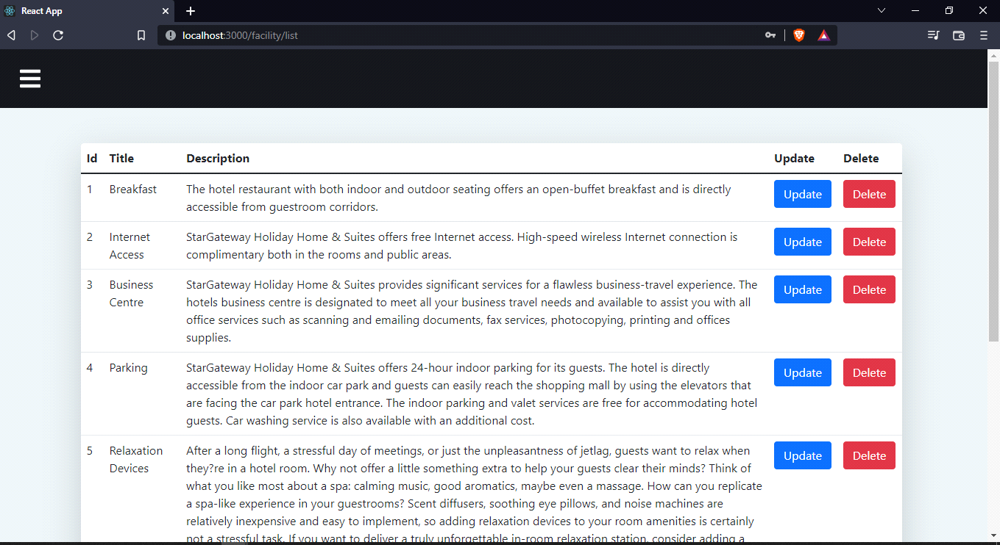 React App
localhost:3000/facility/list
Id Title Description Update Delete
1 Breakfast The hotel restaurant with both indoor and outdoor seating offers an open-buffet breakfast and is directly Update Delete
accessible from guestroom corridors.
2 Internet StarGateway Holiday Home & Suites offers free Internet access. High-speed wireless Internet connection is Update Delete
Access complimentary both in the rooms and public areas.
3 Business StarGateway Holiday Home & Suites provides significant services for a flawless business-travel experience. The Update Delete
Centre hotels business centre is designated to meet all your business travel needs and available to assist you with all
office services such as scanning and emailing documents, fax services, photocopying, printing and offices
supplies.
4 Parking StarGateway Holiday Home & Suites offers 24-hour indoor parking for its guests. The hotel is directly Update Delete
accessible from the indoor car park and guests can easily reach the shopping mall by using the elevators that
are facing the car park hotel entrance. The indoor parking and valet services are free for accommodating hotel
guests. Car washing service is also available with an additional cost.
5 Relaxation After a long flight, a stressful day of meetings, or just the unpleasantness of jetlag, guests want to relax when Update Delete
Devices they?re in a hotel room. Why not offer a little something extra to help your guests clear their minds? Think of
what you like most about a spa: calming music, good aromatics, maybe even a massage. How can you replicate
a spa-like experience in your guestrooms? Scent diffusers, soothing eye pillows, and noise machines are
relatively inexpensive and easy to implement, so adding relaxation devices to your room amenities is certainly
not a stressful task. If you want to deliver a truly unforgettable in-room relaxation station, consider adding a